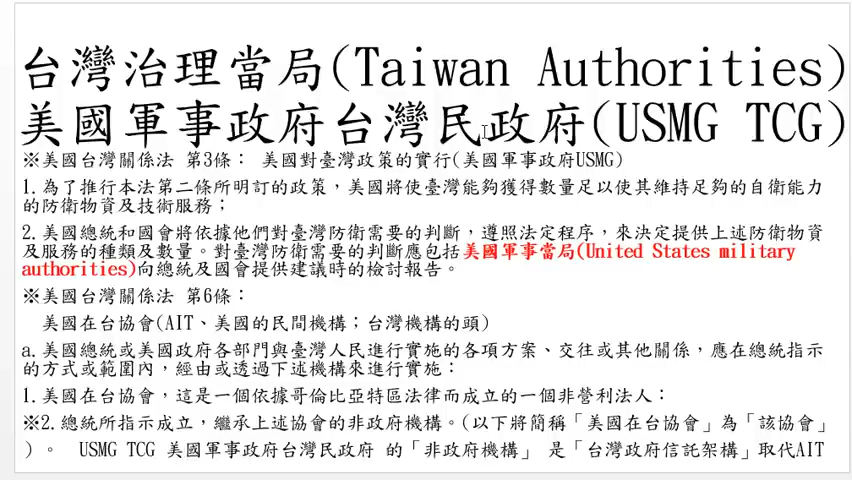 台灣治理當局(Taiwan Authorities)
美國軍事政府台灣民政府(USMG TCG)
※美國台灣關係法 第3條： 美國對臺灣政策的實行(美國軍事政府USMG)
1.為了推行本法第二條所明訂的政策，美國將使臺灣能夠獲得數量足以使其維持足夠的自衛能力
的防衛物資及技術服務；
2.美國總統和國會將依據他們對臺灣防衛需要的判斷，遵照法定程序，來決定提供上述防衛物資
及服務的種類及數量。對臺灣防衛需要的判斷應包括美國軍事當局(United States military
authorities)向總統及國會提供建議時的檢討報告。
※美國台灣關係法 第6條：
美國在台協會(AIT、美國的民間機構；台灣機構的頭)
a.美國總統或美國政府各部門與臺灣人民進行實施的各項方案、交往或其他關係，應在總統指示
的方式或範圍內，經由或透過下述機構來進行實施：
1.美國在台協會，這是一個依據哥倫比亞特區法律而成立的一個非營利法人：
※2.總統所指示成立，繼承上述協會的非政府機構。(以下將簡稱「美國在台協會」為「該協會」
)。 USMG TCG 美國軍事政府台灣民政府 的「非政府機構」 是「台灣政府信託架構」取代AIT